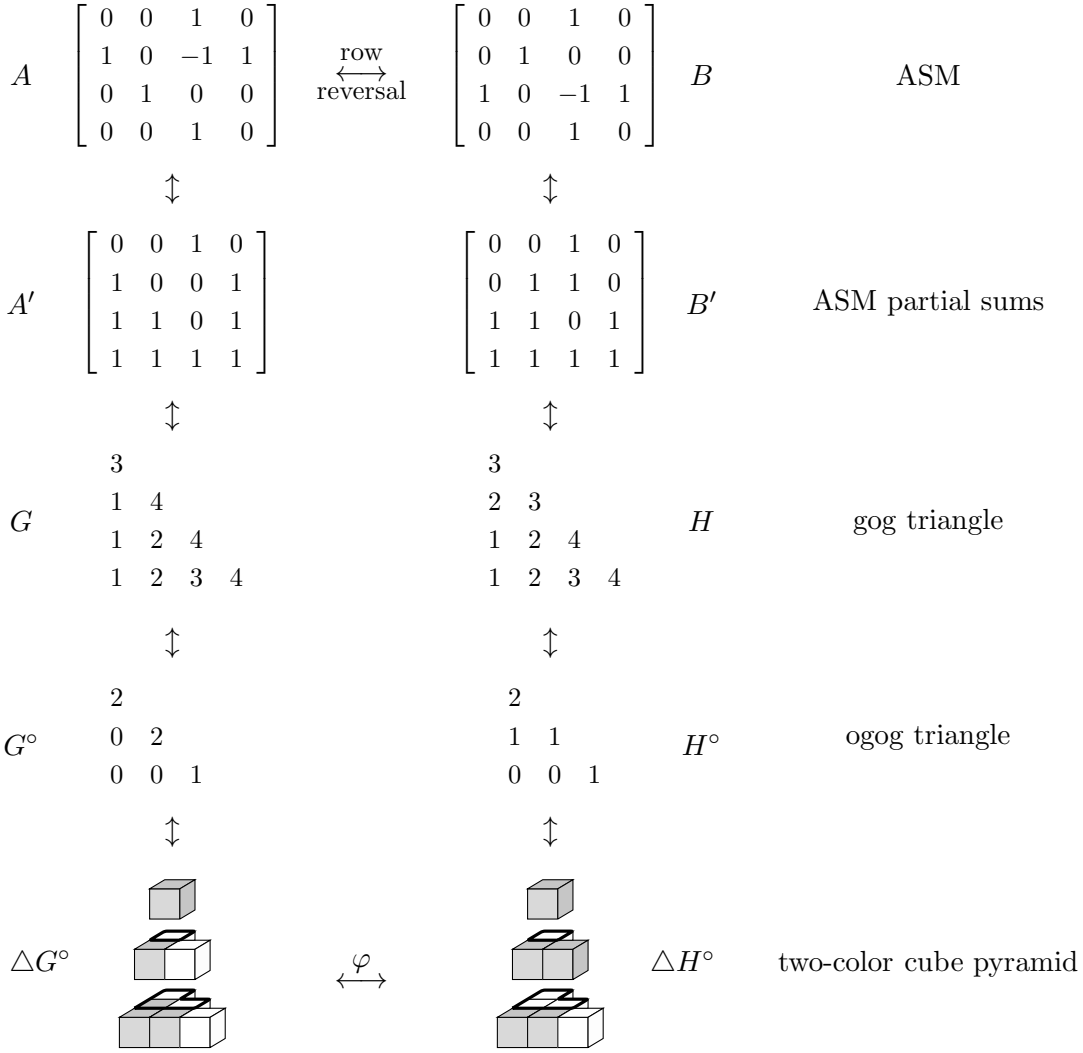 0 0 1 0    0 0 1 0
1 0 −1 1    row    0 1 0 0
A    ⟷    B    ASM
0 1 0 0    reversal    1 0 −1 1
0 0 1 0    0 0 1 0
↕    ↕
0 0 1 0    0 0 1 0
1 0 0 1    0 1 1 0
A′    B′    ASM partial sums
1 1 0 1    1 1 0 1
1 1 1 1    1 1 1 1
↕    ↕
3    3
1 4    2 3
G    H    gog triangle
1 2 4    1 2 4
1 2 3 4    1 2 3 4
↕    ↕
2    2
0 2    1 1
G°    H°    ogog triangle
0 0 1    0 0 1
↕    ↕
△G°    φ    △H°    two-color cube pyramid
⟷